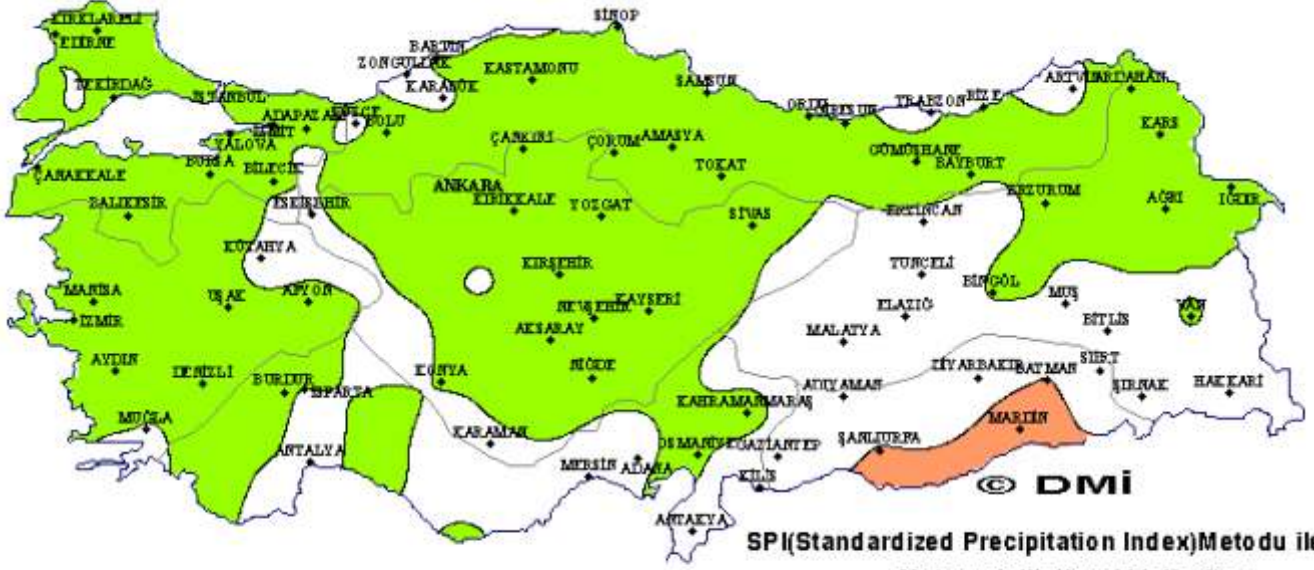 SİNOP
KIRKLARELİ
EDİRNE
BARTIN
ZONGULDAK
KASTAMONU
KARABÜK
TEKİRDAĞ
İSTANBUL
SAMSUN
ARTVİN
ARDAHAN
ORDU
GİRESUN
TRABZON
RİZE
ADAPAZARI
DÜZCE
İZMİT
BOLU
YALOVA
ÇANKIRI
ÇORUM
AMASYA
KARS
GÜMÜŞHANE
BAYBURT
ÇANAKKALE
BURSA
BİLECİK
TOKAT
ANKARA
BALIKESİR
ESKİŞEHİR
KIRIKKALE
YOZGAT
SİVAS
ERZİNCAN
ERZURUM
AĞRI
IĞDIR
KÜTAHYA
KIRŞEHİR
TUNCELİ
BİNGÖL
MANİSA
UŞAK
AFYON
NEVŞEHİR
KAYSERİ
ELAZIĞ
MUŞ
VAN
İZMİR
AKSARAY
MALATYA
BİTLİS
AYDIN
DENİZLİ
BURDUR
ISPARTA
KONYA
NİĞDE
ADIYAMAN
DİYARBAKIR
BATMAN
SİİRT
ŞIRNAK
HAKKARİ
MUĞLA
KAHRAMANMARAŞ
MARDİN
ANTALYA
KARAMAN
OSMANİYE
GAZİANTEP
ŞANLIURFA
MERSİN
ADANA
KİLİS
© DMİ
ANTAKYA
SPI(Standardized Precipitation Index)Metodu ile